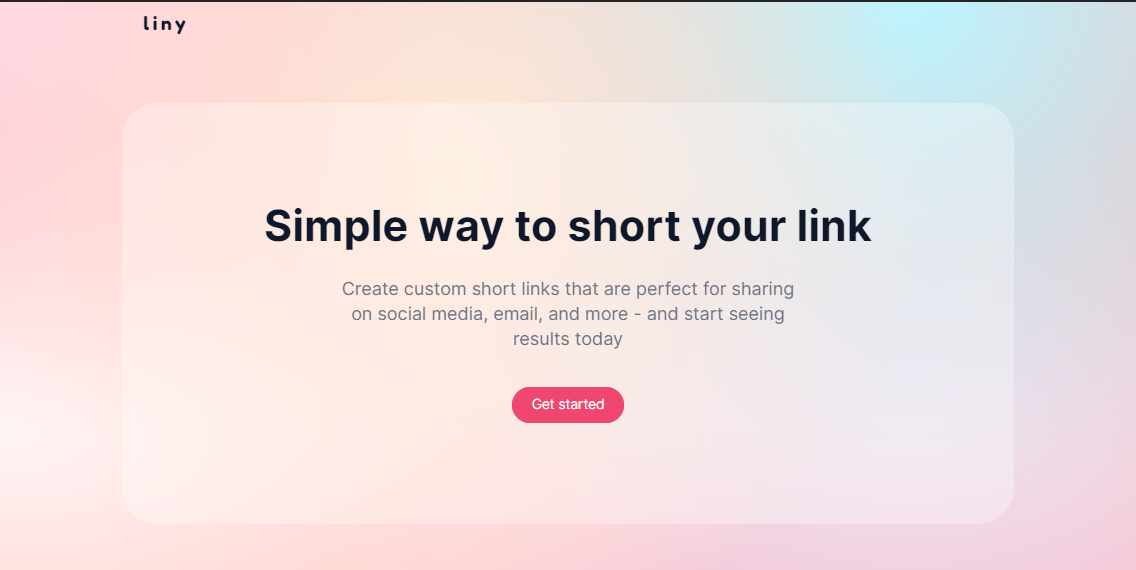 liny
Simple way to short your link
Create custom short links that are perfect for sharing
on social media, email, and more - and start seeing
results today
Get started